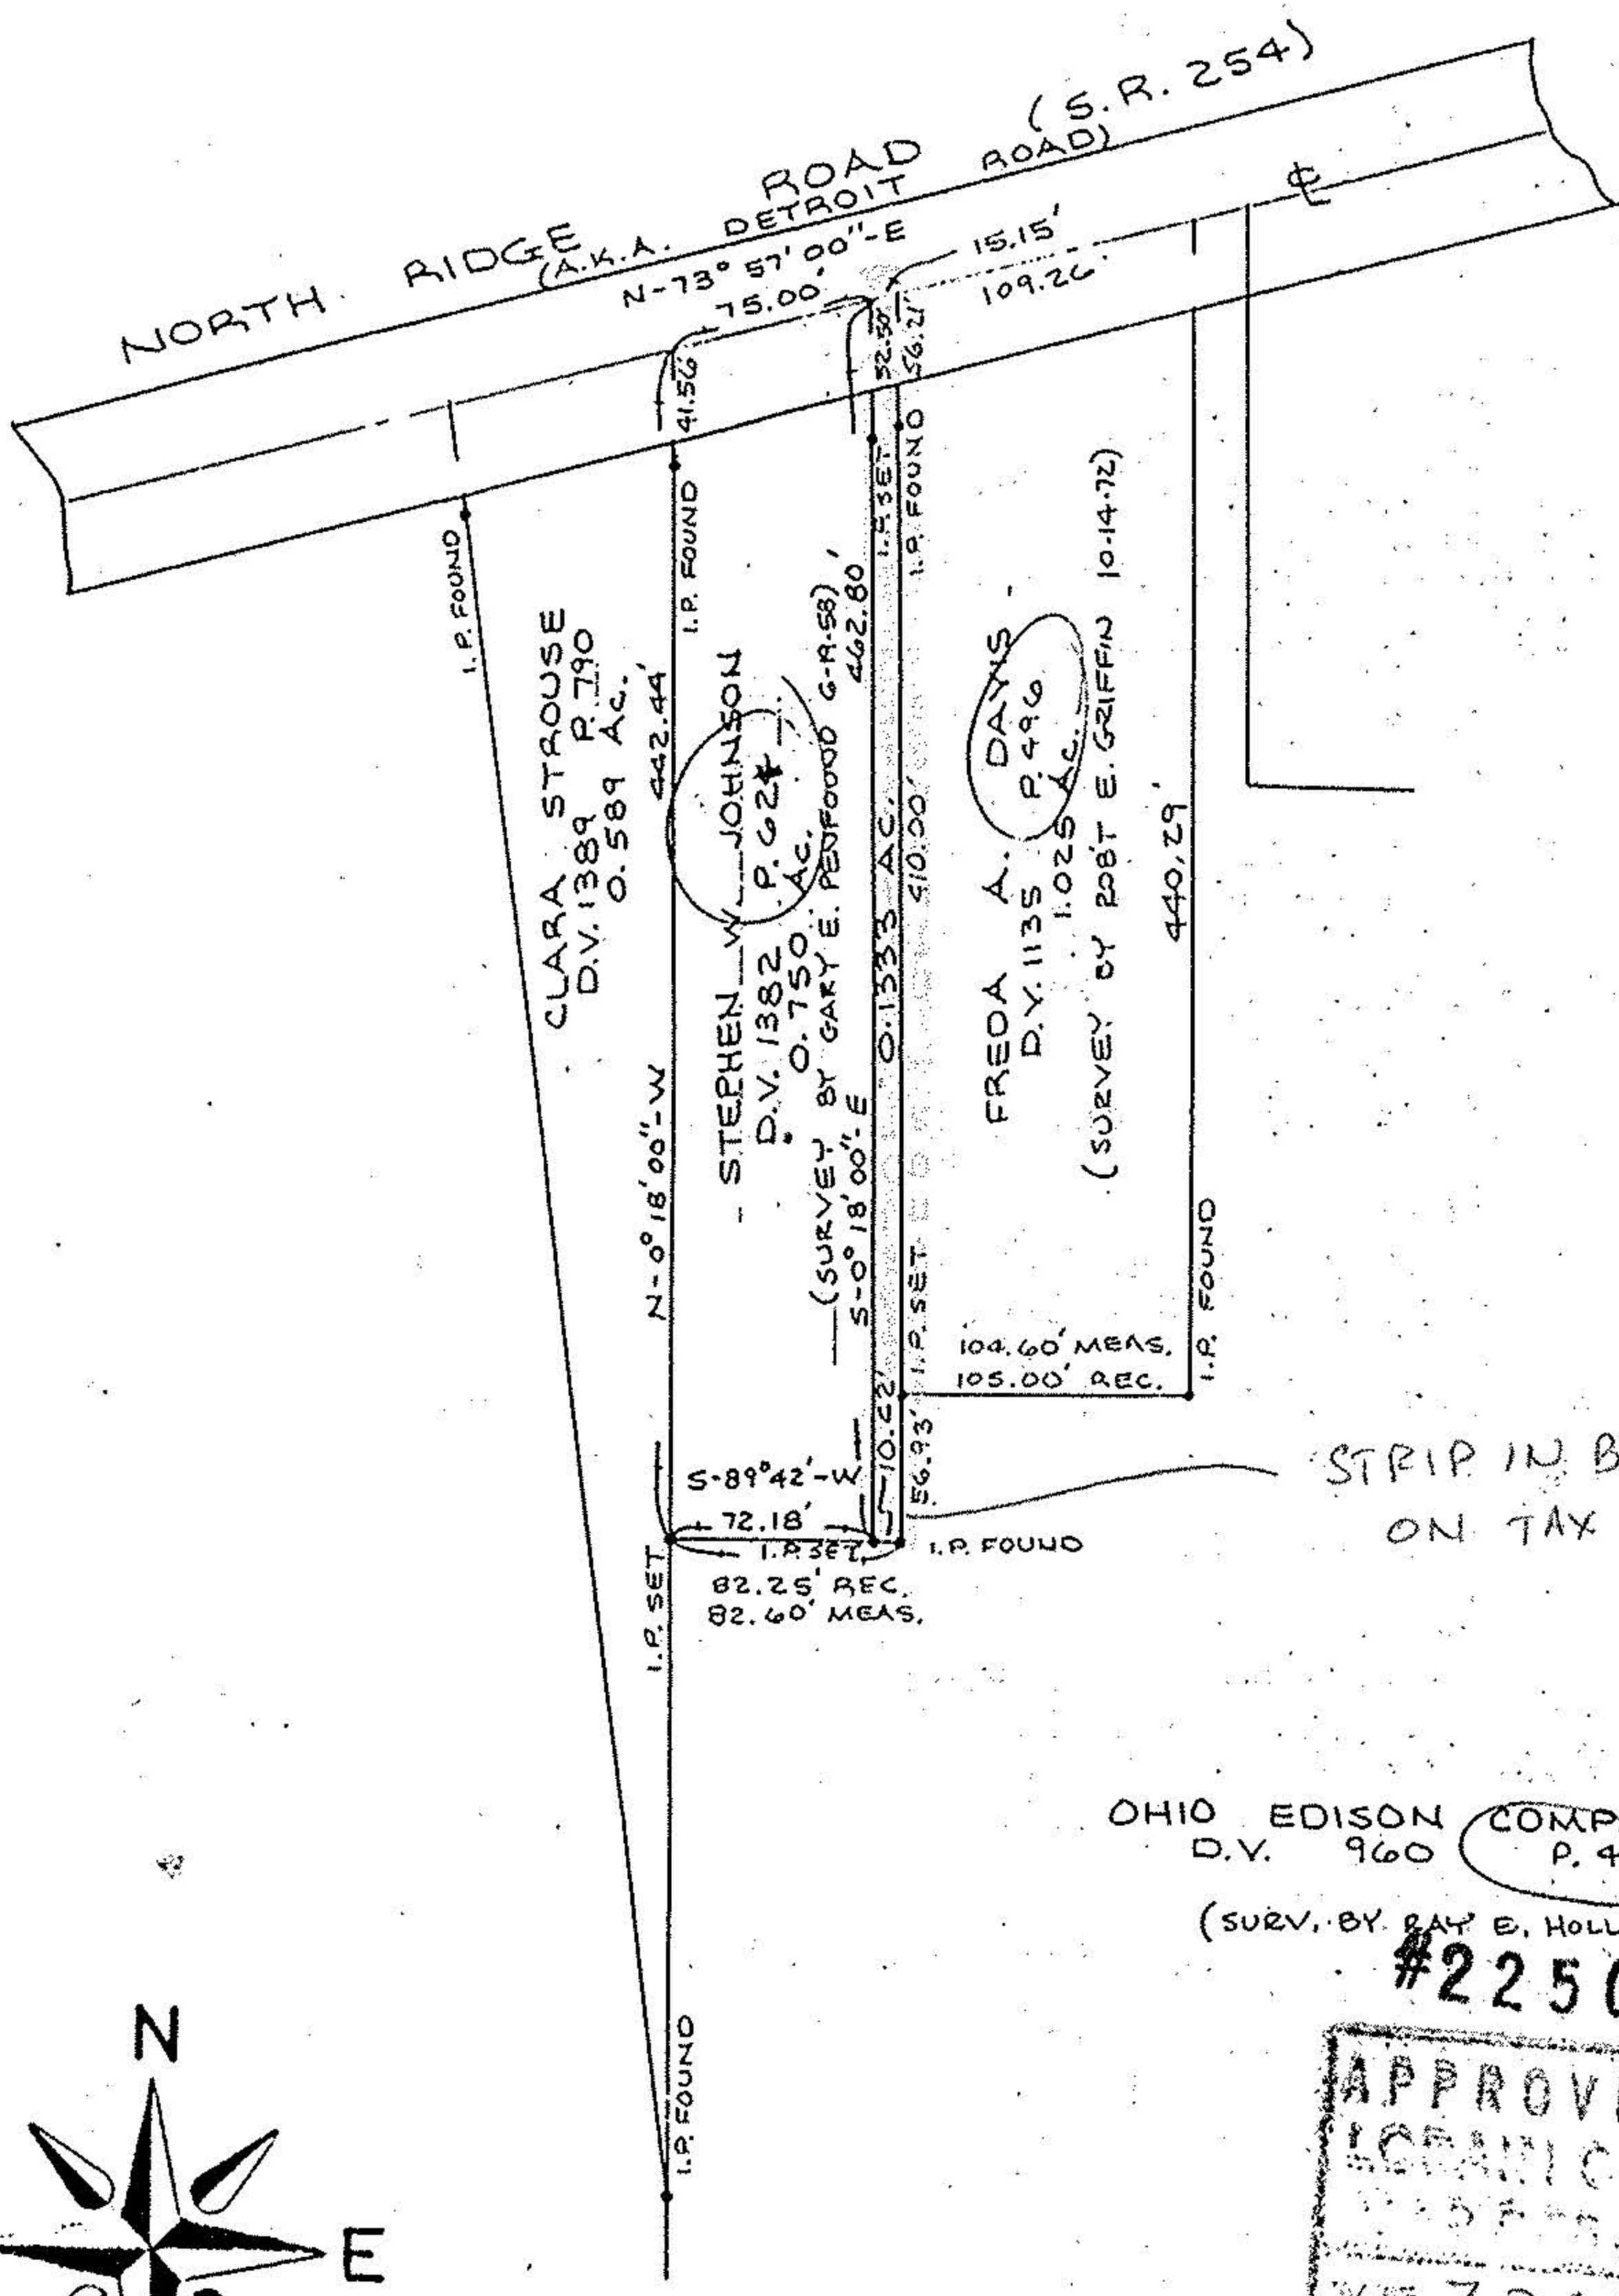 NORTH RIDGE ROAD (S.R. 254)
(A.K.A. DETROIT ROAD)
N-73° 57' 00"-E
75.00'
15.15'
109.26'
℄
41.56'
52.50'
56.21'
I.P. FOUND
I.P. FOUND
I.P. SET
I.P. FOUND
CLARA STROUSE
D.V. 1389 P. 790
0.589 AC.
442.44'
N-0° 18' 00"-W
STEPHEN W. JOHNSON
D.V. 1382 P. 624
0.750 AC.
(SURVEY BY GARY E. PENFOUND 6-19-58)
462.80'
S-0° 18' 00"-E
0.1333 AC.
410.00'
I.P. SET
FREDA A. DAVIS
D.V. 1135 P. 496
1.025 AC.
(SURVEY BY ROB'T E. GRIFFIN 10-14-72)
440.29'
I.P. FOUND
104.60' MEAS.
105.00' REC.
10.42'
56.93'
S-89°42'-W
72.18'
I.P. SET
I.P. FOUND
82.25' REC.
82.60' MEAS.
I.P. SET
STRIP IN B
ON TAX
OHIO EDISON COMP
D.V. 960 P. 4
(SURV. BY RAY E. HOLL
#225
I.P. FOUND
APPROV
N
E